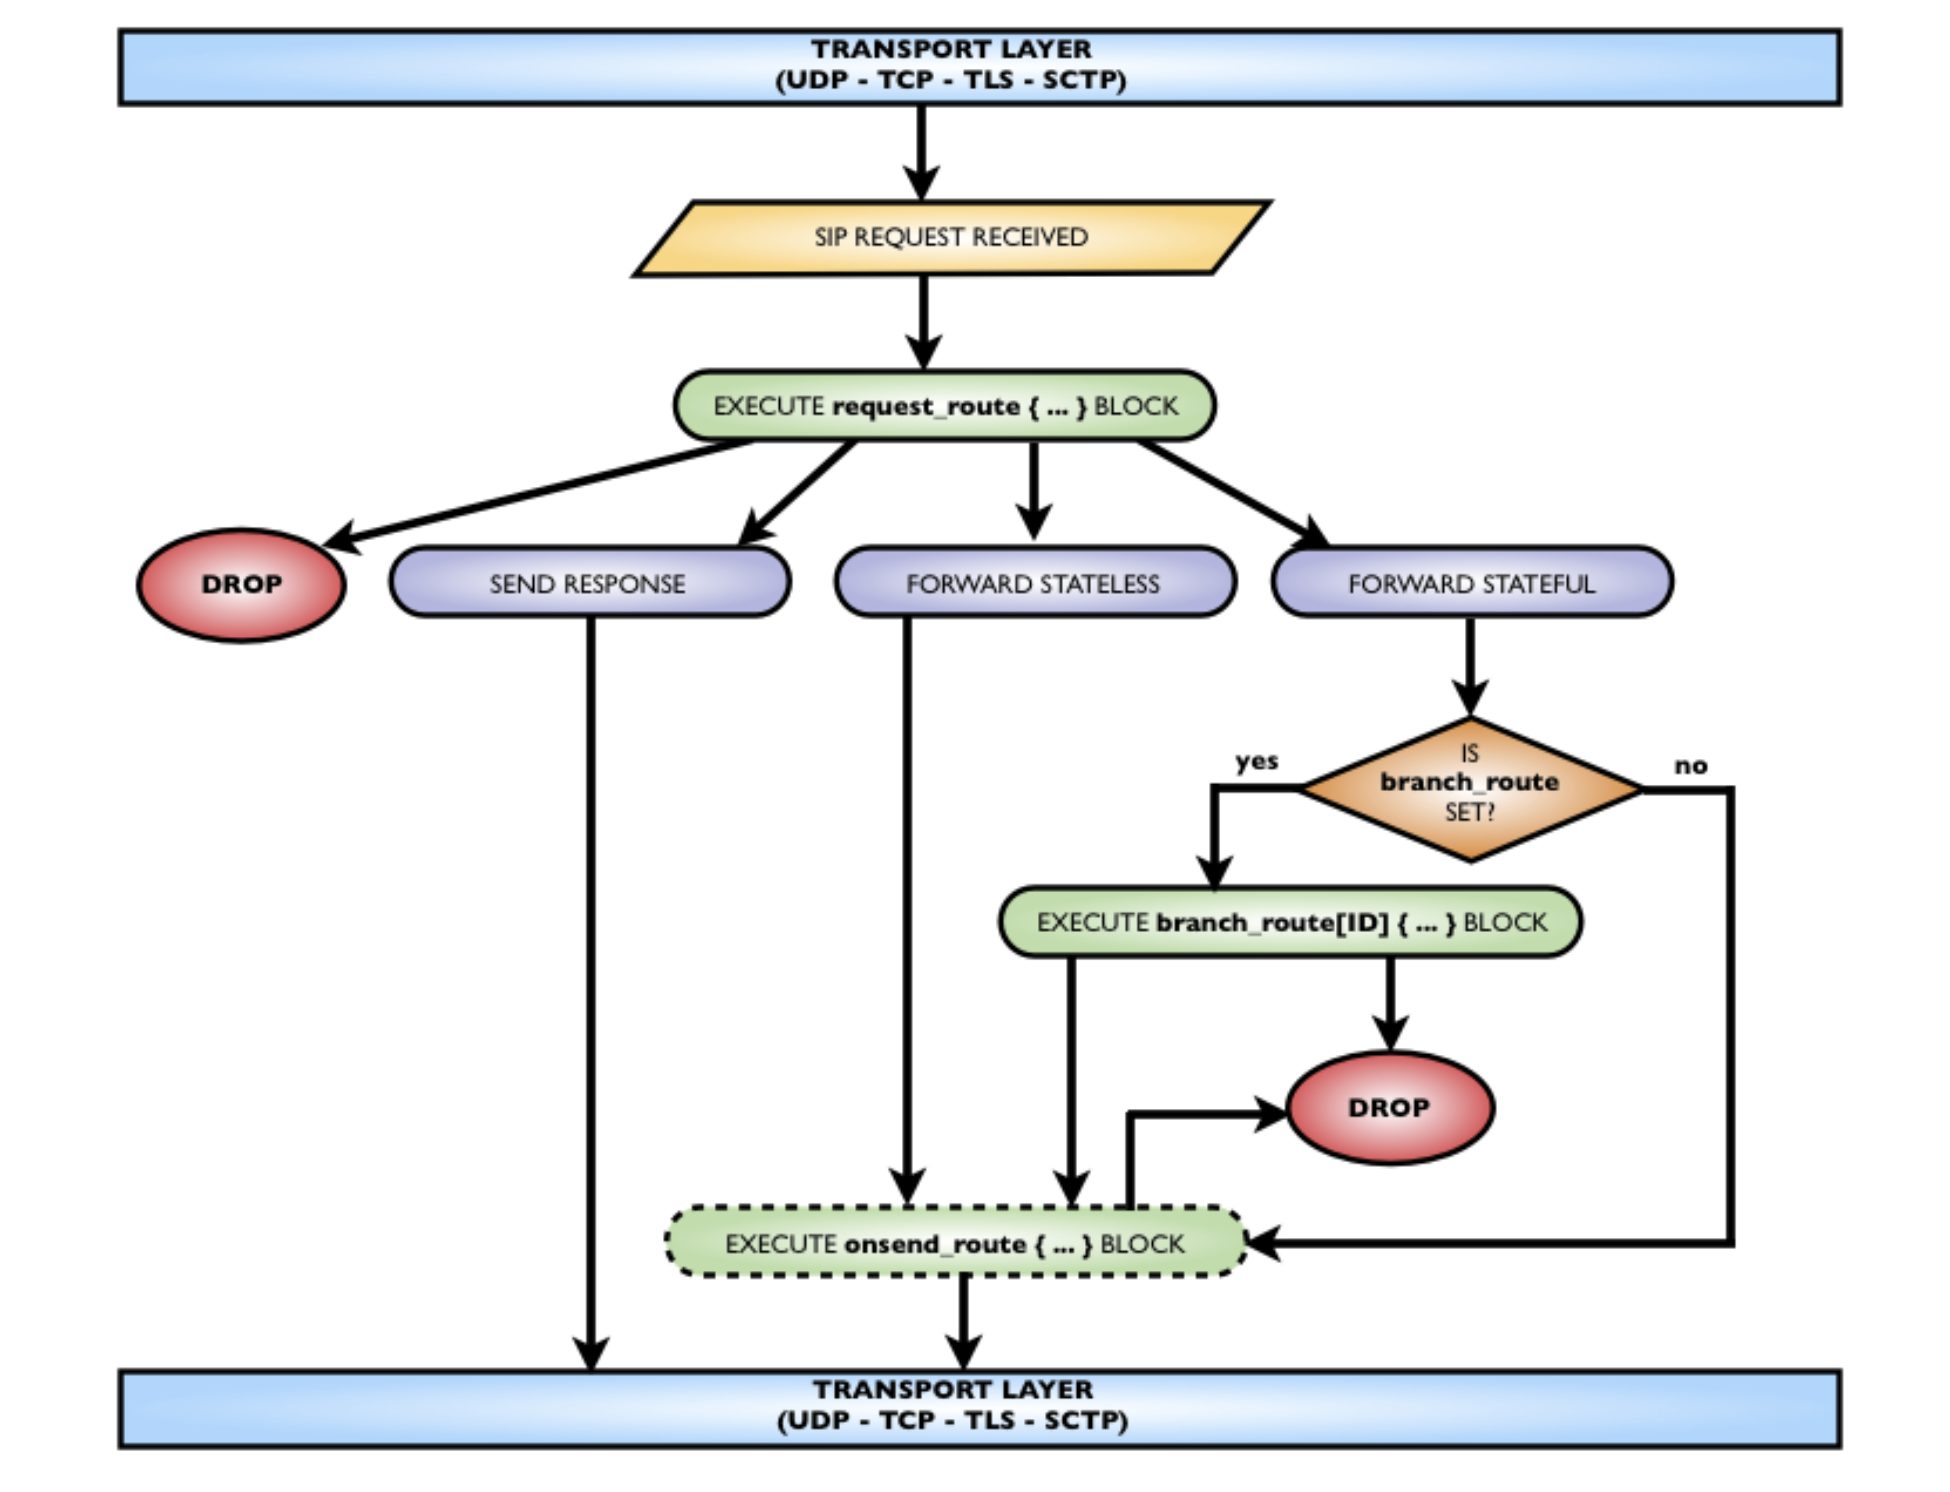 TRANSPORT LAYER
(UDP - TCP - TLS - SCTP)
SIP REQUEST RECEIVED
EXECUTE request_route { ... } BLOCK
DROP
SEND RESPONSE
FORWARD STATELESS
FORWARD STATEFUL
yes
IS
branch_route
SET?
no
EXECUTE branch_route[ID] { ... } BLOCK
DROP
EXECUTE onsend_route { ... } BLOCK
TRANSPORT LAYER
(UDP - TCP - TLS - SCTP)